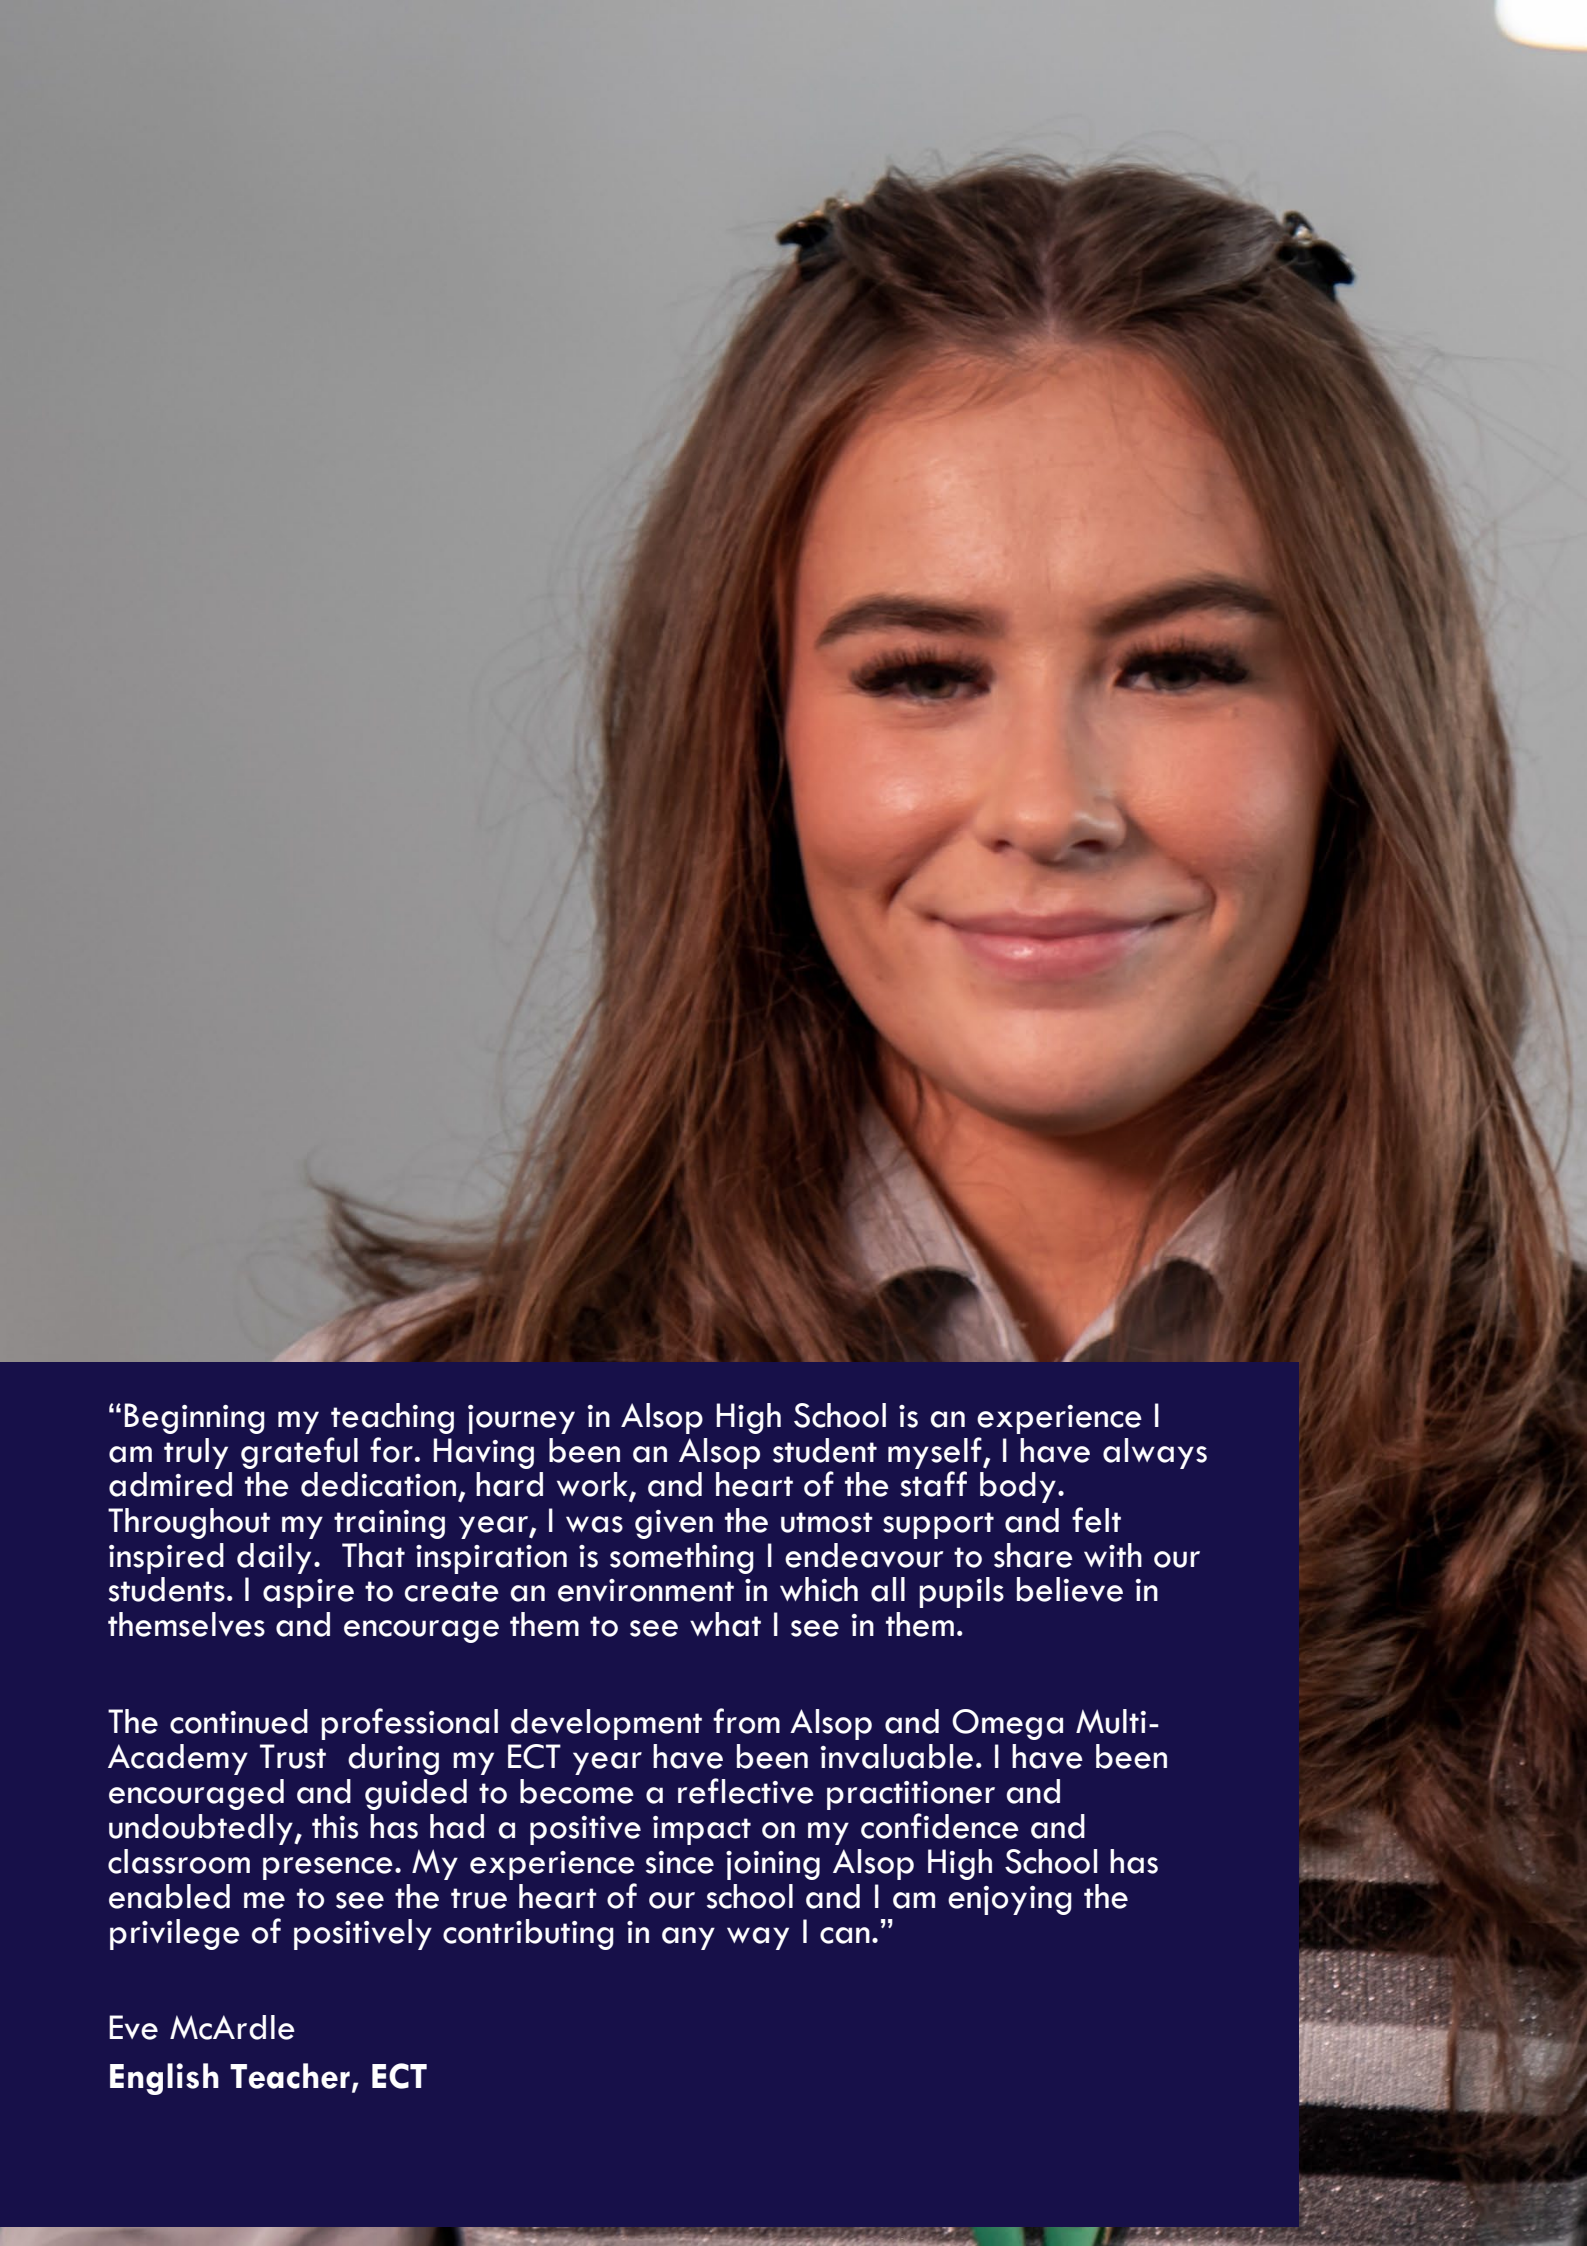 “Beginning my teaching journey in Alsop High School is an experience I
am truly grateful for. Having been an Alsop student myself, I have always
admired the dedication, hard work, and heart of the staff body.
Throughout my training year, I was given the utmost support and felt
inspired daily.  That inspiration is something I endeavour to share with our
students. I aspire to create an environment in which all pupils believe in
themselves and encourage them to see what I see in them.
The continued professional development from Alsop and Omega Multi-
Academy Trust  during my ECT year have been invaluable. I have been
encouraged and guided to become a reflective practitioner and
undoubtedly, this has had a positive impact on my confidence and
classroom presence. My experience since joining Alsop High School has
enabled me to see the true heart of our school and I am enjoying the
privilege of positively contributing in any way I can.”
Eve McArdle
English Teacher, ECT